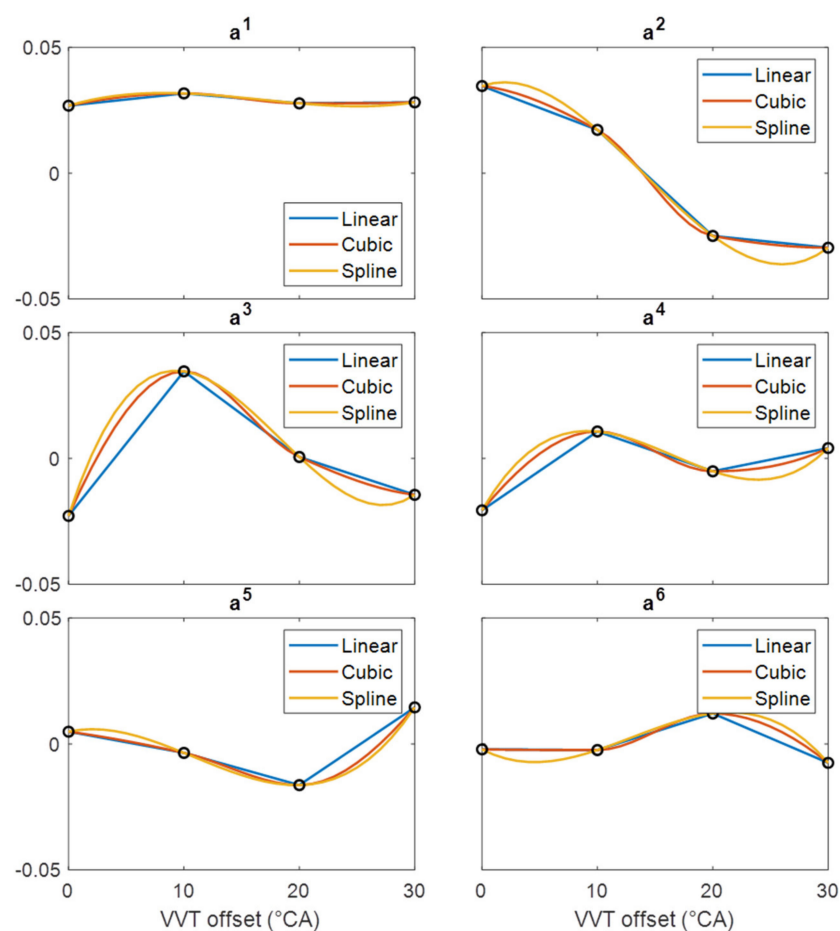 a¹
a²
0.05
0
-0.05
Linear
Cubic
Spline
Linear
Cubic
Spline
a³
a⁴
0.05
0
-0.05
Linear
Cubic
Spline
Linear
Cubic
Spline
a⁵
a⁶
0.05
0
-0.05
Linear
Cubic
Spline
Linear
Cubic
Spline
0 10 20 30
0 10 20 30
VVT offset (°CA)
VVT offset (°CA)